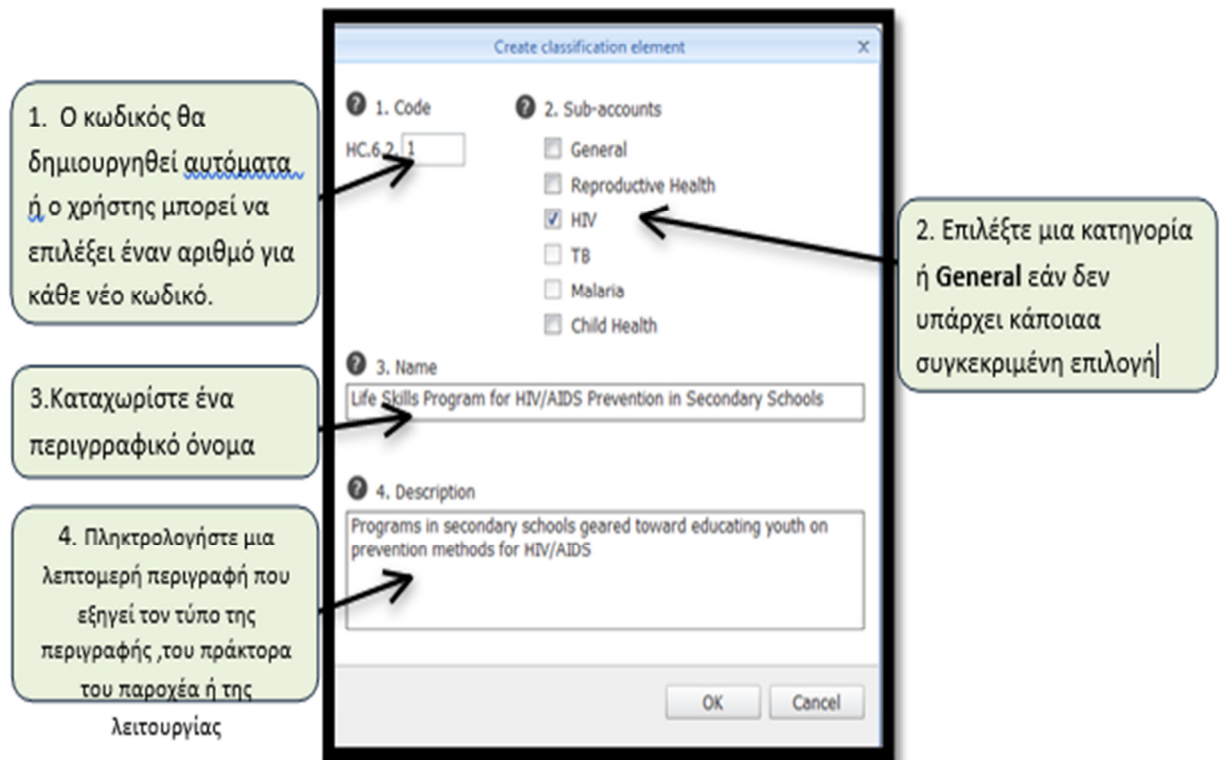 Create classification element
1. Ο κωδικός θα
δημιουργηθεί αυτόματα
ή ο χρήστης μπορεί να
επιλέξει έναν αριθμό για
κάθε νέο κωδικό.
? 1. Code
HC.6.2. 1
? 2. Sub-accounts
General
Reproductive Health
HIV
TB
Malaria
Child Health
2. Επιλέξτε μια κατηγορία
ή General εάν δεν
υπάρχει κάποιαα
συγκεκριμένη επιλογή
3.Καταχωρίστε ένα
περιγρραφικό όνομα
? 3. Name
Life Skills Program for HIV/AIDS Prevention in Secondary Schools
4. Πληκτρολογήστε μια
λεπτομερή περιγραφή που
εξηγεί τον τύπο της
περιγραφής ,του πράκτορα
του παροχέα ή της
λειτουργίας
? 4. Description
Programs in secondary schools geared toward educating youth on
prevention methods for HIV/AIDS
OK
Cancel